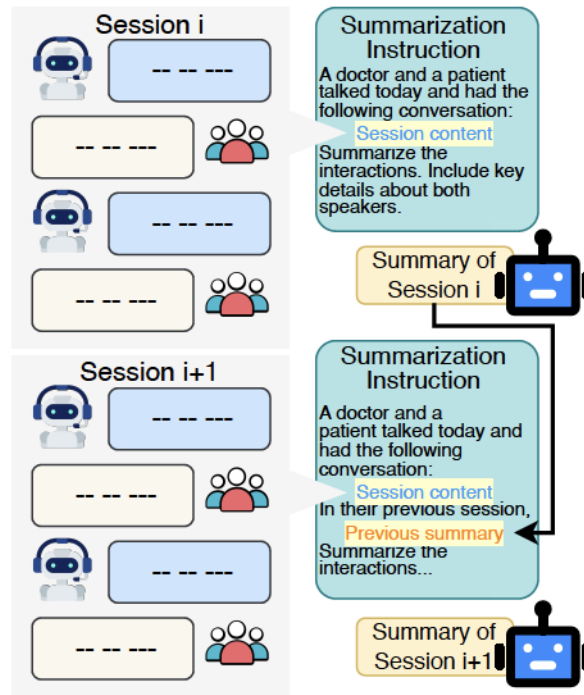 Session i
-- -- ---
-- -- ---
-- -- ---
-- -- ---
Summarization
Instruction
A doctor and a patient
talked today and had the
following conversation:
Session content
Summarize the
interactions. Include key
details about both
speakers.
Summary of
Session i
Session i+1
-- -- ---
-- -- ---
-- -- ---
-- -- ---
Summarization
Instruction
A doctor and a
patient talked today and
had the following
conversation:
Session content
In their previous session,
Previous summary
Summarize the
interactions...
Summary of
Session i+1